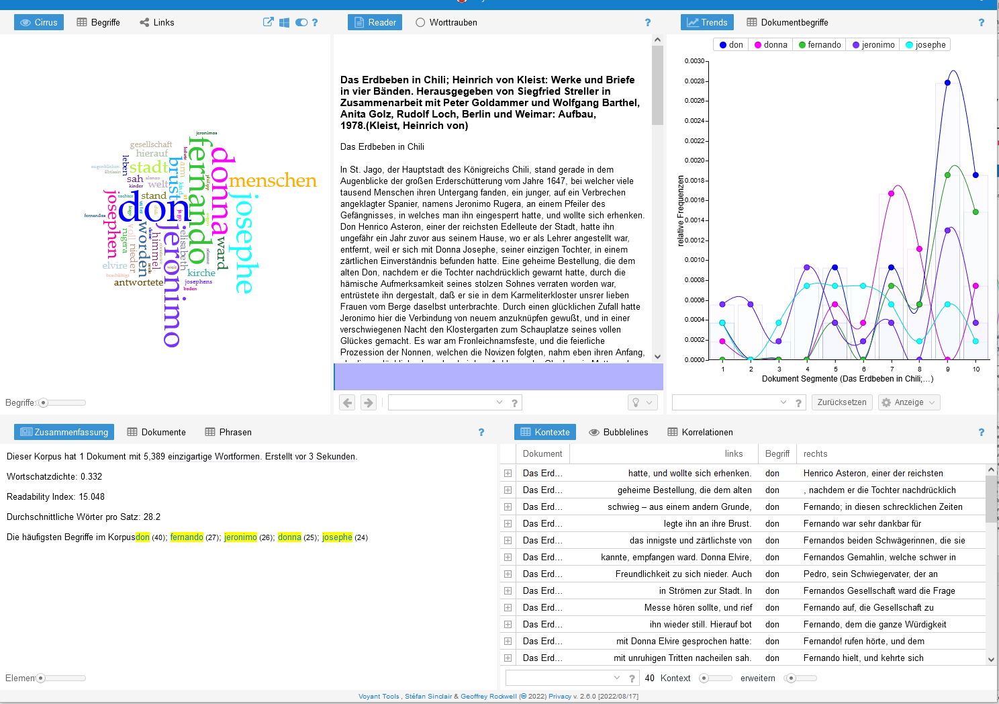 Cirrus Begriffe Links ?
Reader Worttrauben ?
Trends Dokumentbegriffe ?
jeronimos
gesellschaft
hierauf
leben
stadt
brust
arm
fernando
donna
menschen
augenblicken
äbtissin
sah
alonzo
welt
kinder
philipp
josephen
tochter
stand
don
josephe
fernandos
jeronimo
voll
worden
rugera
nieder
himmel
elisabeth
ward
elvire
kirche
weit
beschäftigt
antwortete
josephens
boden
Begriffe:
Das Erdbeben in Chili; Heinrich von Kleist: Werke und Briefe
in vier Bänden. Herausgegeben von Siegfried Streller in
Zusammenarbeit mit Peter Goldammer und Wolfgang Barthel,
Anita Golz, Rudolf Loch, Berlin und Weimar: Aufbau,
1978.(Kleist, Heinrich von)
Das Erdbeben in Chili
In St. Jago, der Hauptstadt des Königreichs Chili, stand gerade in dem
Augenblicke der großen Erderschütterung vom Jahre 1647, bei welcher viele
tausend Menschen ihren Untergang fanden, ein junger, auf ein Verbrechen
angeklagter Spanier, namens Jeronimo Rugera, an einem Pfeiler des
Gefängnisses, in welches man ihn eingesperrt hatte, und wollte sich erhenken.
Don Henrico Asteron, einer der reichsten Edelleute der Stadt, hatte ihn
ungefähr ein Jahr zuvor aus seinem Hause, wo er als Lehrer angestellt war,
entfernt, weil er sich mit Donna Josephe, seiner einzigen Tochter, in einem
zärtlichen Einverständnis befunden hatte. Eine geheime Bestellung, die dem
alten Don, nachdem er die Tochter nachdrücklich gewarnt hatte, durch die
hämische Aufmerksamkeit seines stolzen Sohnes verraten worden war,
entrüstete ihn dergestalt, daß er sie in dem Karmeliterkloster unsrer lieben
Frauen vom Berge daselbst unterbrachte. Durch einen glücklichen Zufall hatte
Jeronimo hier die Verbindung von neuem anzuknüpfen gewußt, und in einer
verschwiegenen Nacht den Klostergarten zum Schauplatze seines vollen
Glückes gemacht. Es war am Fronleichnamsfeste, und die feierliche
Prozession der Nonnen, welchen die Novizen folgten, nahm eben ihren Anfang,
?
don donna fernando jeronimo josephe
0.0030
0.0028
0.0026
0.0024
0.0022
0.0020
0.0018
0.0016
0.0014
0.0012
0.0010
0.0008
0.0006
0.0004
0.0002
0.0000
relative Frequenzen
1 2 3 4 5 6 7 8 9 10
Dokument Segmente (Das Erdbeben in Chili;…)
? Zurücksetzen Anzeige
Zusammenfassung Dokumente Phrasen ?
Dieser Korpus hat 1 Dokument mit 5,389 einzigartige Wortformen. Erstellt vor 3 Sekunden.
Wortschatzdichte: 0.332
Readability Index: 15.048
Durchschnittliche Wörter pro Satz: 28.2
Die häufigsten Begriffe im Korpusdon (40); fernando (27); jeronimo (26); donna (25); josephe (24)
Element
Kontexte Bubblelines Korrelationen ?
Dokument links Begriff rechts
Das Erd... hatte, und wollte sich erhenken. don Henrico Asteron, einer der reichsten
Das Erd... geheime Bestellung, die dem alten don , nachdem er die Tochter nachdrücklich
Das Erd... schwieg – aus einem andern Grunde, don Fernando; in diesen schrecklichen Zeiten
Das Erd... legte ihn an ihre Brust. don Fernando war sehr dankbar für
Das Erd... das innigste und zärtlichste von don Fernandos beiden Schwägerinnen, die sie
Das Erd... kannte, empfangen ward. Donna Elvire, don Fernandos Gemahlin, welche schwer in
Das Erd... Freundlichkeit zu sich nieder. Auch don Pedro, sein Schwiegervater, der an
Das Erd... in Strömen zur Stadt. In don Fernandos Gesellschaft ward die Frage
Das Erd... Messe hören sollte, und rief don Fernando auf, die Gesellschaft zu
Das Erd... ihn wieder still. Hierauf bot don Fernando, dem die ganze Würdigkeit
Das Erd... mit Donna Elvire gesprochen hatte: don Fernando! rufen hörte, und dem
Das Erd... mit unruhigen Tritten nacheilen sah. don Fernando hielt, und kehrte sich
? 40 Kontext erweitern
Voyant Tools , Stéfan Sinclair & Geoffrey Rockwell (© 2022) Privacy v. 2.6.0 [2022/08/17]